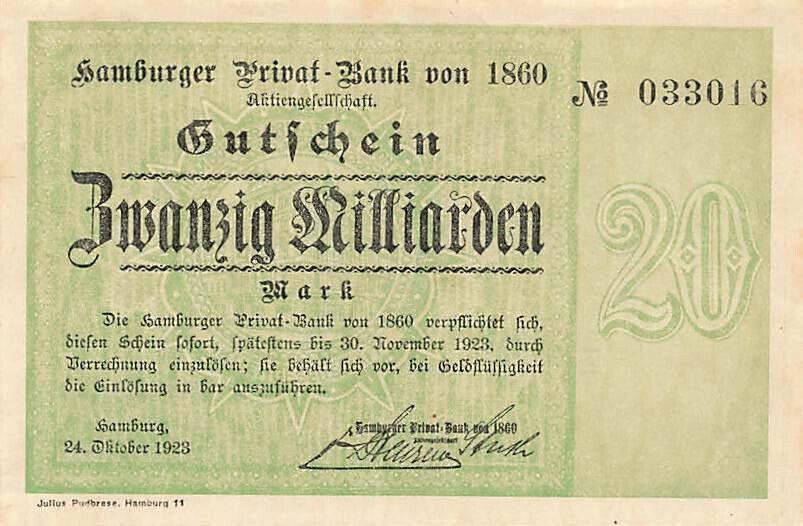 Hamburger Privat-Bank von 1860
Aktiengesellschaft.
№ 033016
Gutschein
Zwanzig Milliarden
Mark
20
Die Hamburger Privat-Bank von 1860 verpflichtet sich,
diesen Schein sofort, spätestens bis 30. November 1923, durch
Verrechnung einzulösen; sie behält sich vor, bei Geldflüssigkeit
die Einlösung in bar auszuführen.
Hamburg,
24. Oktober 1923
Hamburger Privat-Bank von 1860
Aktiengesellschaft
Julius Pudbrese, Hamburg 11